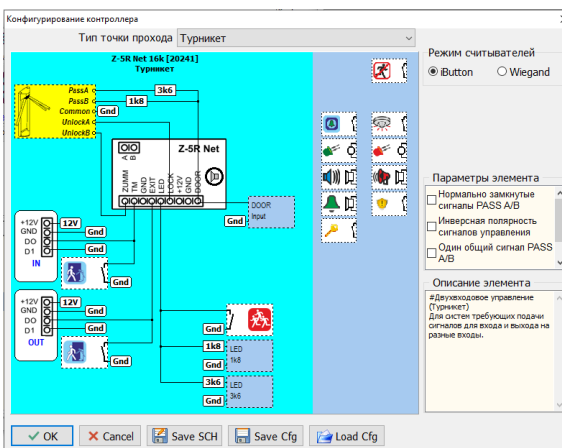 Конфигурирование контроллера
Тип точки прохода Турникет
Z-5R Net 16k [20241]
Турникет
PassA
PassB
Common
UnlockA
UnlockB
3k6
1k8
Gnd
A
B
Z-5R Net
ZUMM
TM
GND
EXIT
LED
LOCK
+12V
GND
DOOR
DOOR
Input
Gnd
+12V
GND
DO
D1
IN
12V
Gnd
Gnd
Gnd
+12V
GND
DO
D1
OUT
12V
Gnd
Gnd
Gnd
Gnd
1k8
LED
1k8
Gnd
3k6
LED
3k6
Gnd
Режим считывателей
iButton
Wiegand
Параметры элемента
Нормально замкнутые
сигналы PASS A/B
Инверсная полярность
сигналов управления
Один общий сигнал PASS
A/B
Описание элемента
#Двухвходовое управление
(Турникет)
Для систем требующих подачи
сигналов для входа и выхода на
разные входы.
OK
Cancel
Save SCH
Save Cfg
Load Cfg